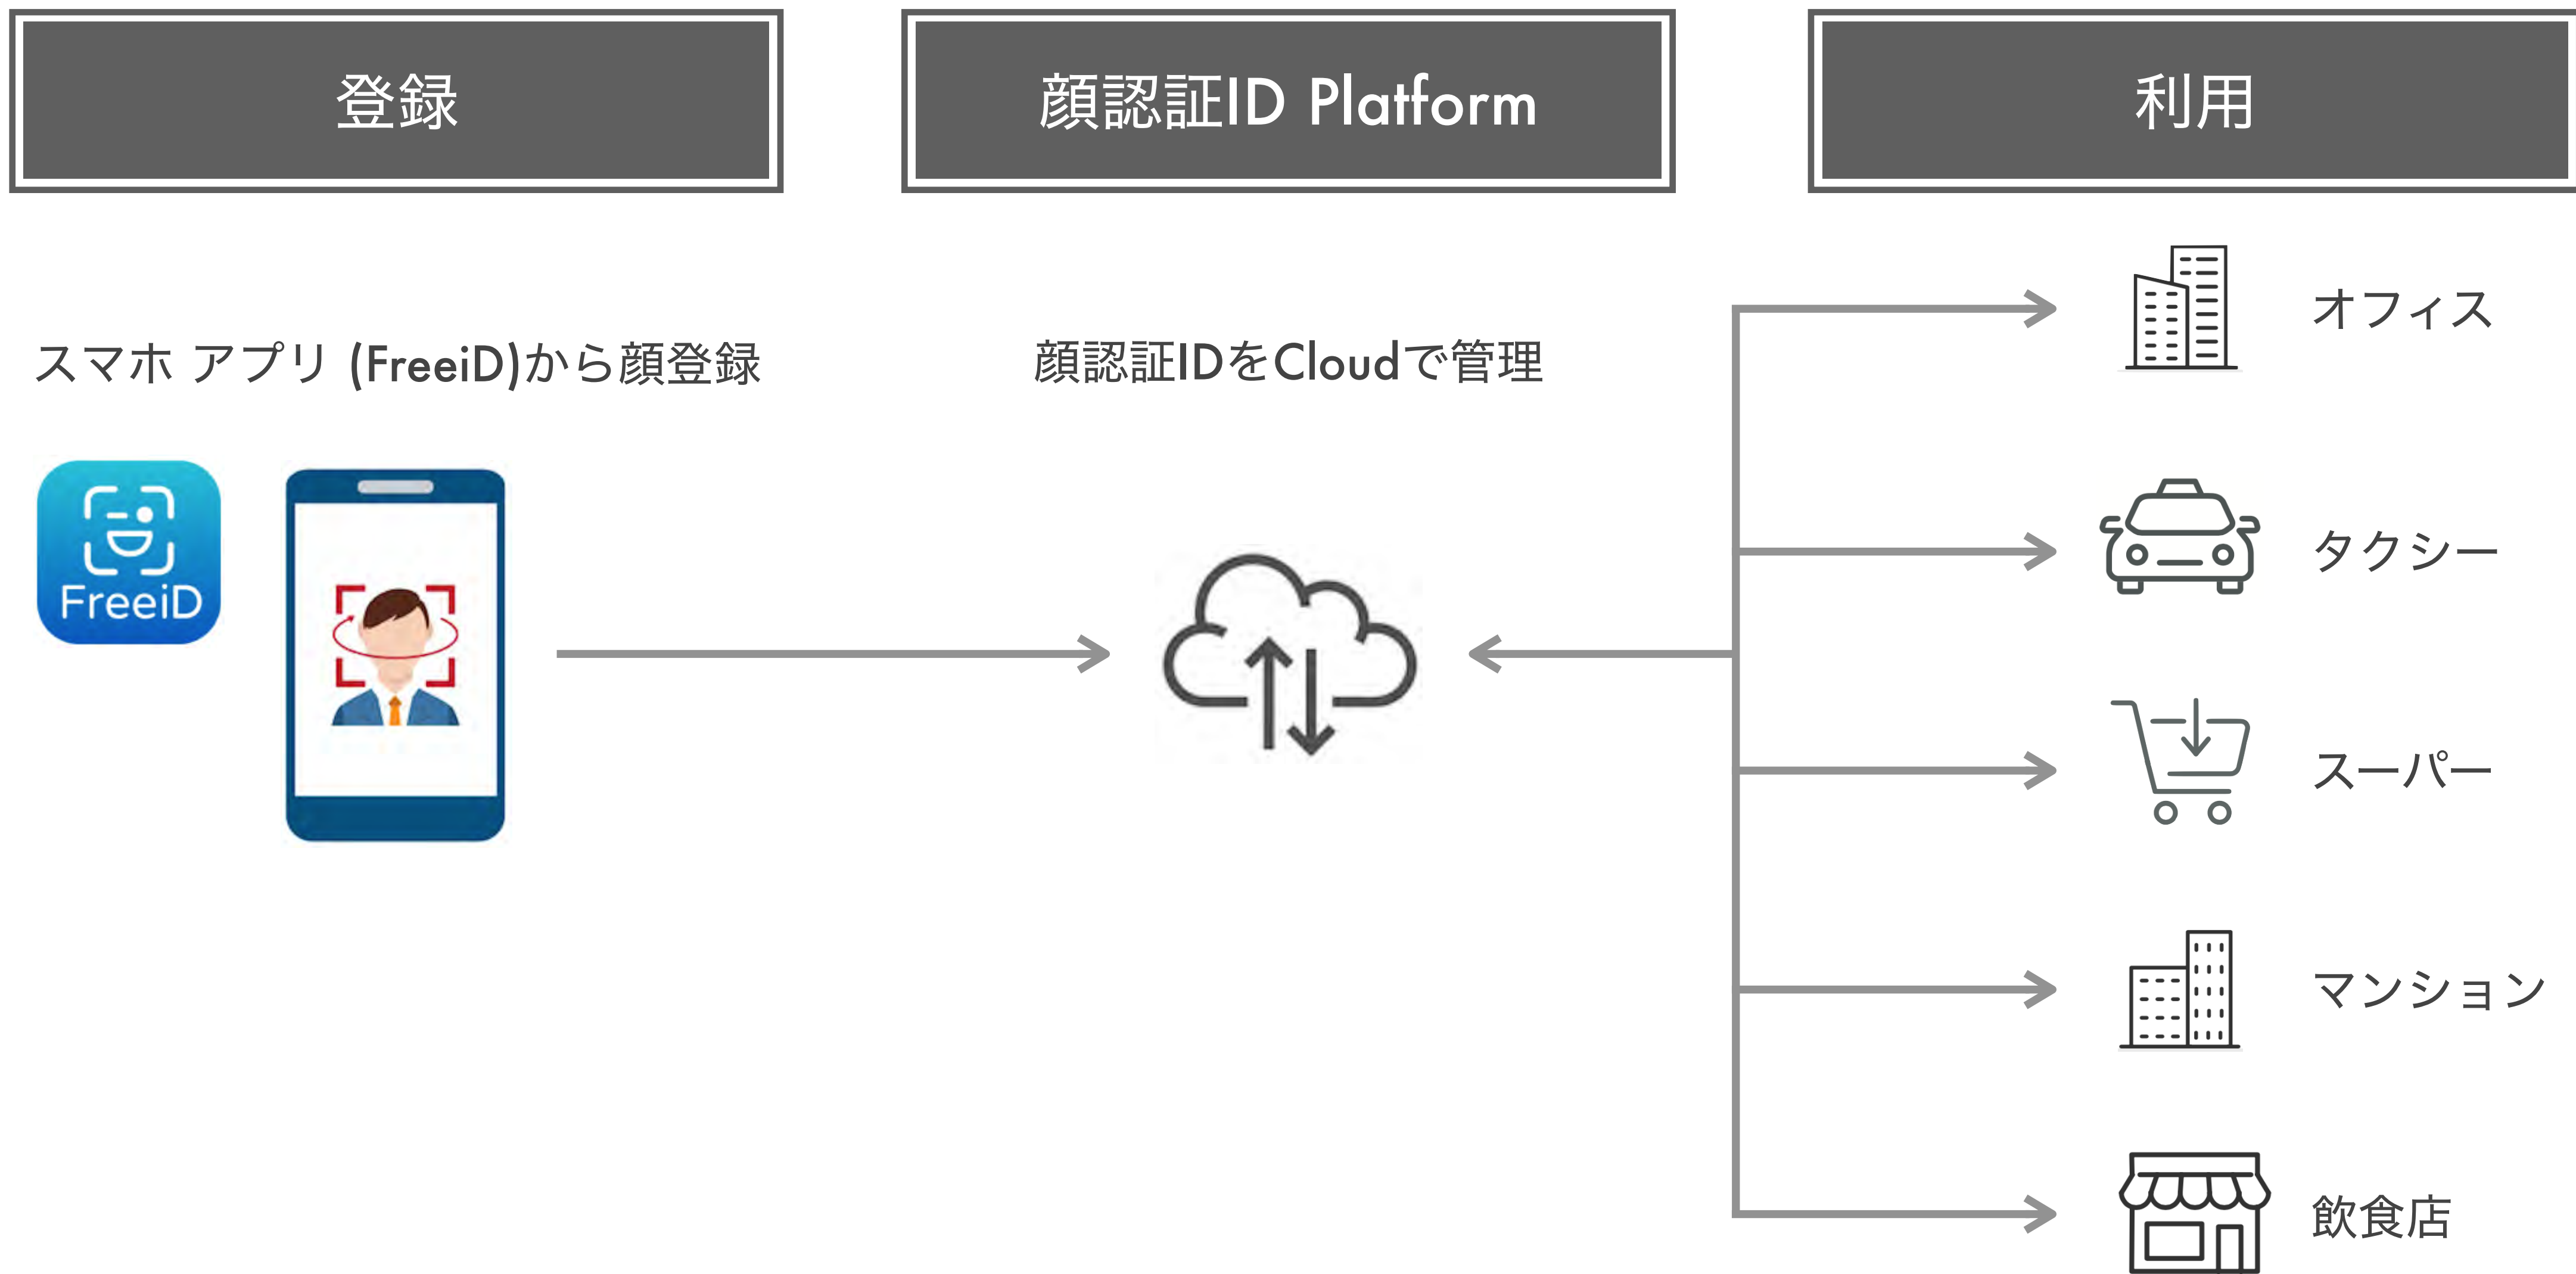 登録
顔認証ID Platform
利用
スマホ アプリ (FreeiD)から顔登録
顔認証IDをCloudで管理
FreeiD
オフィス
タクシー
スーパー
マンション
飲食店